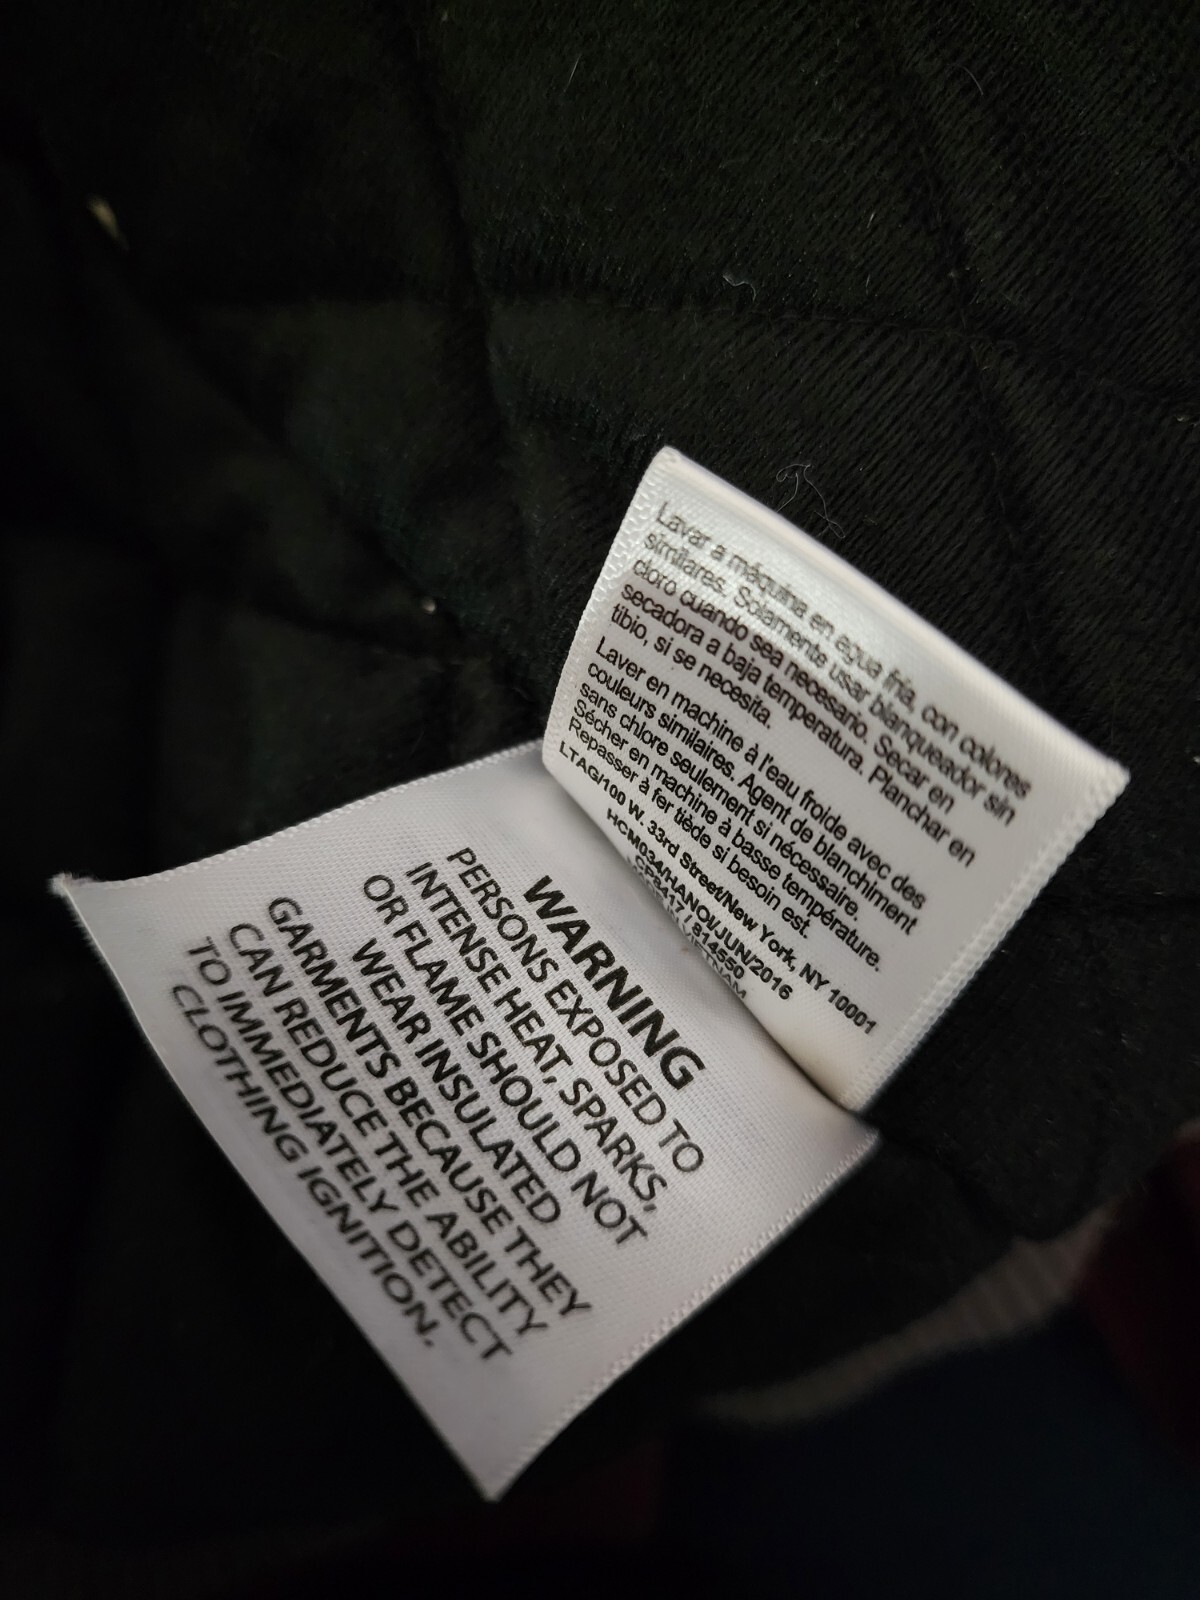 Lavar a máquina en egua fría, con colores
similares. Solamente usar blanqueador sin
cloro cuando sea necesario. Secar en
secadora a baja temperatura. Planchar en
tibio, si se necesita.
Laver en machine à l'eau froide avec des
couleurs similaires. Agent de blanchiment
sans chlore seulement si nécessaire.
Sécher en machine à basse température.
Repasser à fer tiède si besoin est.
LTAG/100 W. 33rd Street/New York, NY 10001
HCM034/HANOI/JUN/2016
CF8417 / 814550
VIETNAM
WARNING
PERSONS EXPOSED TO
INTENSE HEAT, SPARKS,
OR FLAME SHOULD NOT
WEAR INSULATED
GARMENTS BECAUSE THEY
CAN REDUCE THE ABILITY
TO IMMEDIATELY DETECT
CLOTHING IGNITION.